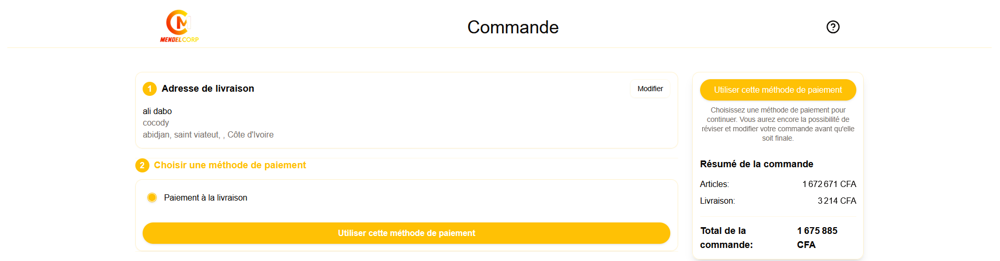 CM
MENDELCORP
Commande
?
1 Adresse de livraison
Modifier
ali dabo
cocody
abidjan, saint viateut, , Côte d'Ivoire
2 Choisir une méthode de paiement
Paiement à la livraison
Utiliser cette méthode de paiement
Utiliser cette méthode de paiement
Choisissez une méthode de paiement pour
continuer. Vous aurez encore la possibilité de
réviser et modifier votre commande avant qu'elle
soit finale.
Résumé de la commande
Articles: 1 672 671 CFA
Livraison: 3 214 CFA
Total de la commande: 1 675 885 CFA